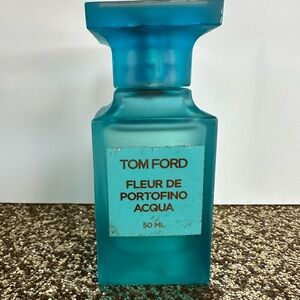 TOM FORD
FLEUR DE
PORTOFINO
ACQUA
50 ML